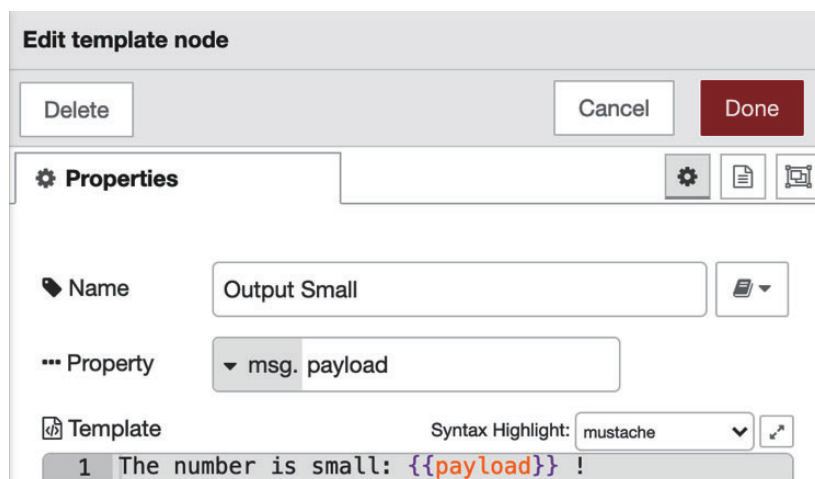 Edit template node
Delete Cancel Done
Properties
Name Output Small
Property msg. payload
Template Syntax Highlight: mustache
1 The number is small: {{payload}} !